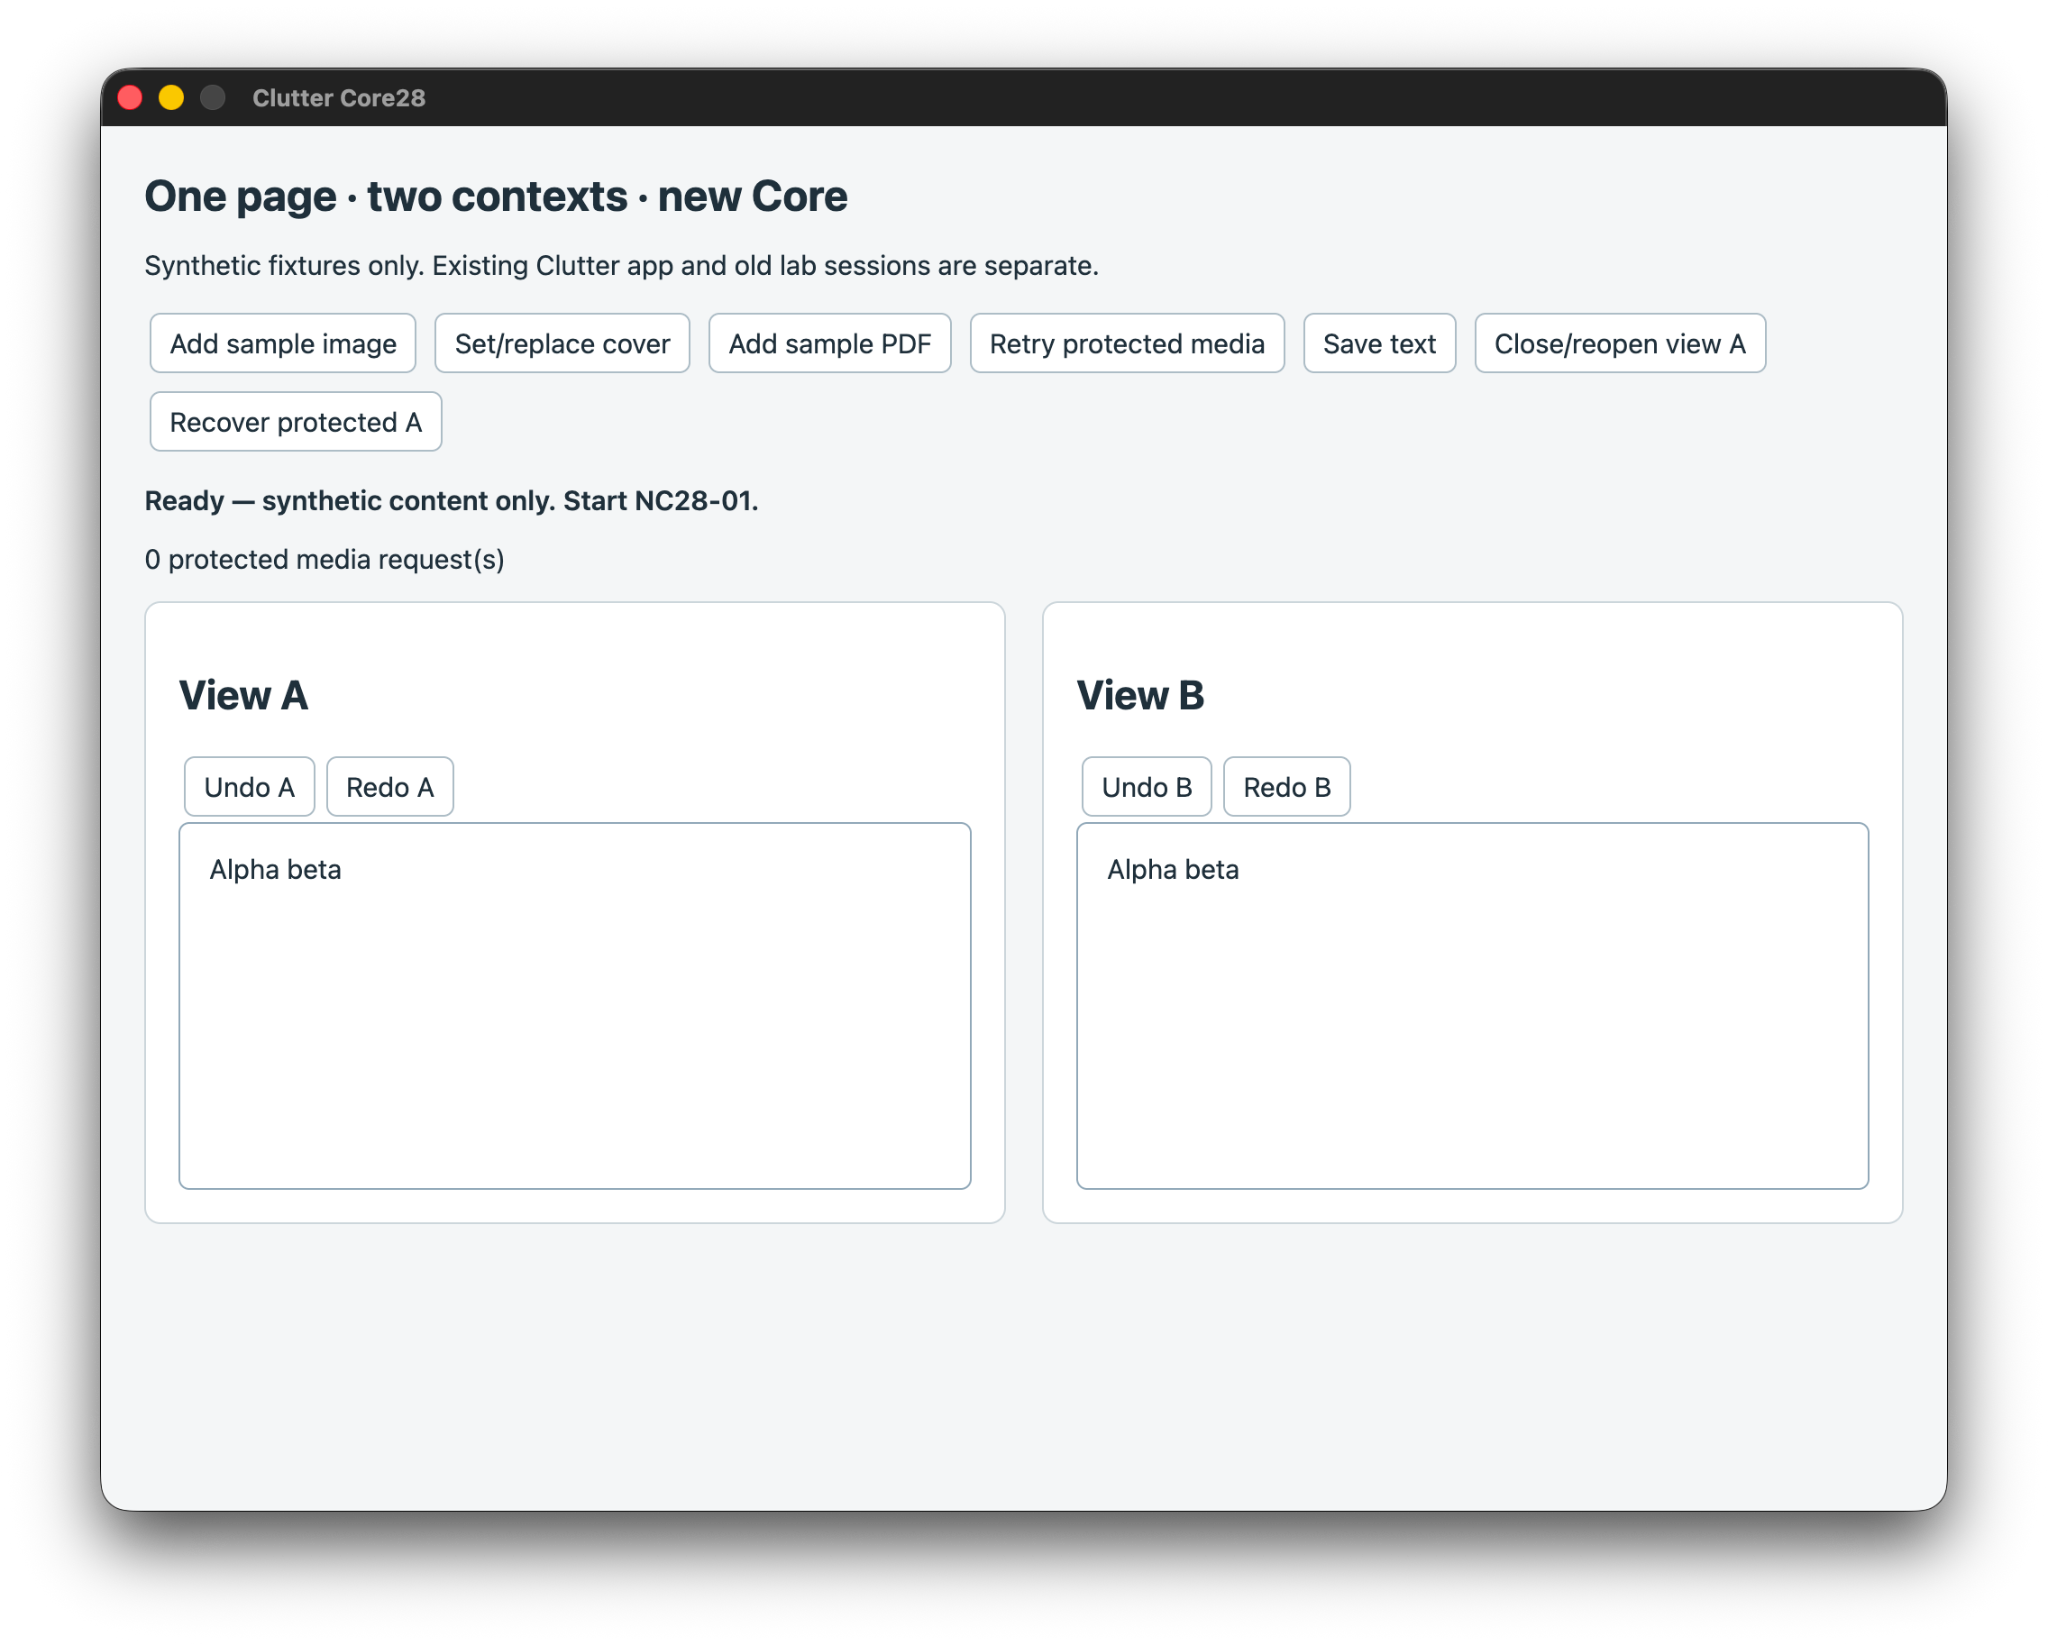 Clutter Core28
One page · two contexts · new Core
Synthetic fixtures only. Existing Clutter app and old lab sessions are separate.
Add sample image Set/replace cover Add sample PDF Retry protected media Save text Close/reopen view A
Recover protected A
Ready — synthetic content only. Start NC28-01.
0 protected media request(s)
View A
Undo A Redo A
Alpha beta
View B
Undo B Redo B
Alpha beta